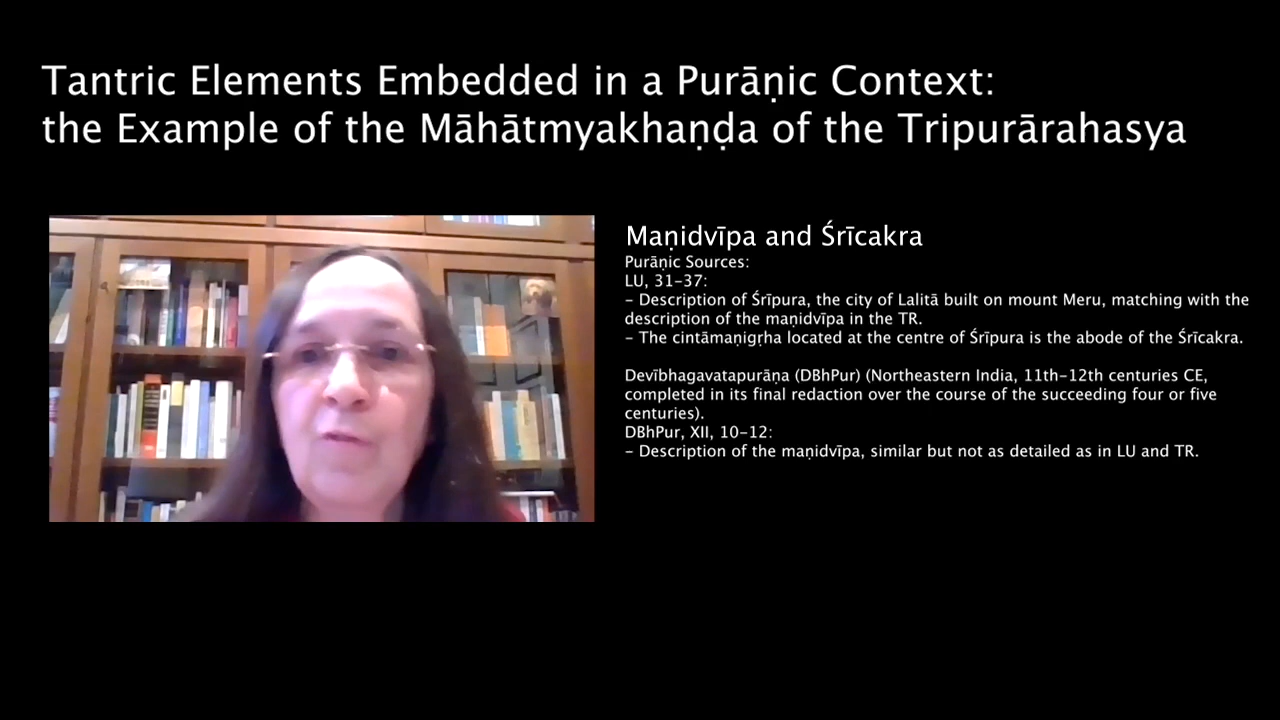 Tantric Elements Embedded in a Purāṇic Context:
the Example of the Māhātmyakhaṇḍa of the Tripurārahasya
Maṇidvīpa and Śrīcakra
Purāṇic Sources:
LU, 31–37:
– Description of Śrīpura, the city of Lalitā built on mount Meru, matching with the
description of the maṇidvīpa in the TR.
– The cintāmaṇigṛha located at the centre of Śrīpura is the abode of the Śrīcakra.
Devībhagavatapurāṇa (DBhPur) (Northeastern India, 11th–12th centuries CE,
completed in its final redaction over the course of the succeeding four or five
centuries).
DBhPur, XII, 10–12:
– Description of the maṇidvīpa, similar but not as detailed as in LU and TR.